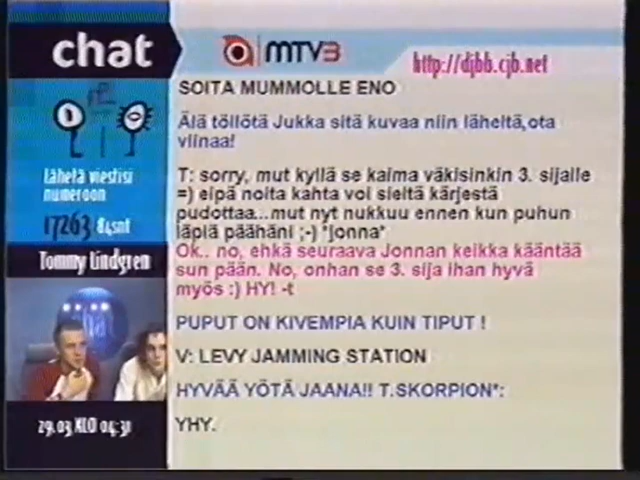 chat
MTV3
http://djbb.cjb.net
SOITA MUMMOLLE ENO
Älä töllötä Jukka sitä kuvaa niin läheltä,ota
viinaa!
T: sorry, mut kyllä se kaima väkisinkin 3. sijalle
=) eipä noita kahta voi sieltä kärjestä
pudottaa...mut nyt nukkuu ennen kun puhun
läpiä päähäni ;-) *jonna*
Ok.. no, ehkä seuraava Jonnan keikka kääntää
sun pään. No, onhan se 3. sija ihan hyvä
myös :) HY! -t
PUPUT ON KIVEMPIA KUIN TIPUT !
V: LEVY JAMMING STATION
HYVÄÄ YÖTÄ JAANA!! T.SKORPION*:
YHY.
Lähetä viestisi
numeroon
17263 84snt
Tommy Lindgren
29.03 KLO 04:31